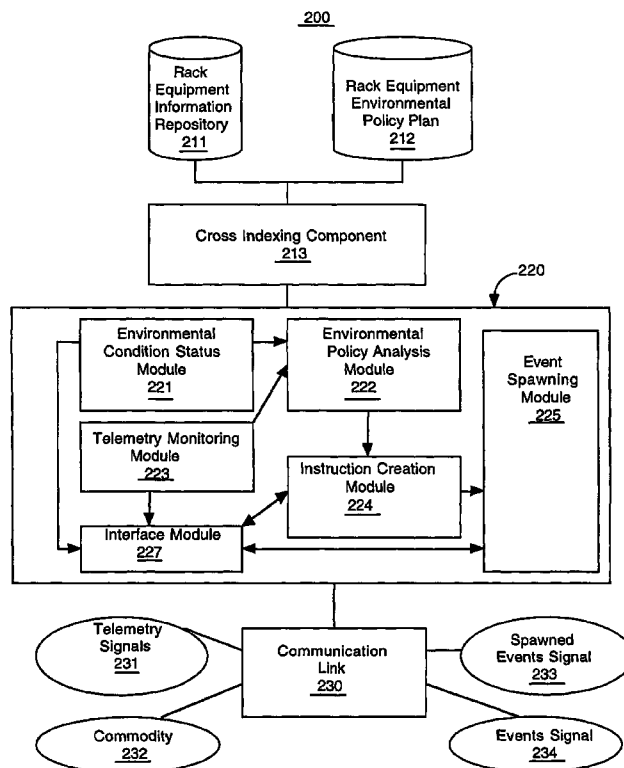 200
Rack
Equipment
Information
Repository
211
Rack Equipment
Environmental
Policy Plan
212
Cross Indexing Component
213
220
Environmental
Condition Status
Module
221
Environmental
Policy Analysis
Module
222
Event
Spawning
Module
225
Telemetry Monitoring
Module
223
Instruction Creation
Module
224
Interface Module
227
Telemetry
Signals
231
Communication
Link
230
Spawned
Events Signal
233
Commodity
232
Events Signal
234